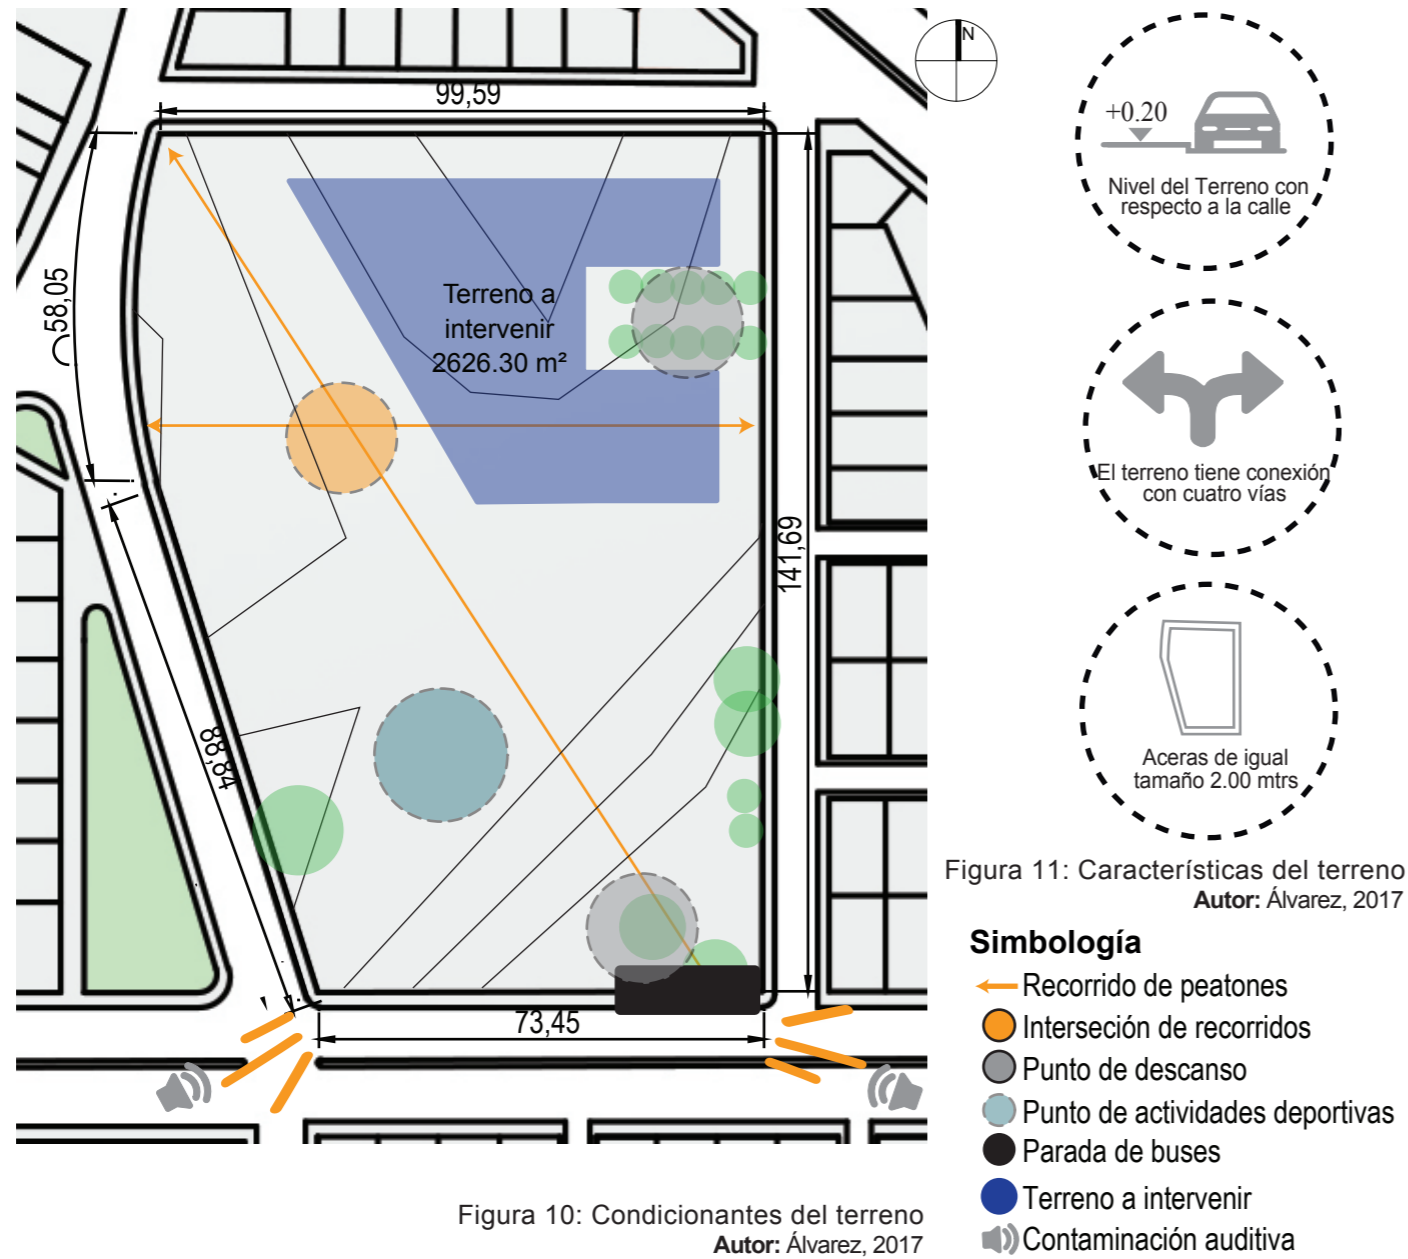 99,59
N
58,05
Terreno a
intervenir
2626.30 m²
141,69
88,84
73,45
Figura 10: Condicionantes del terreno
Autor: Álvarez, 2017
+0.20
Nivel del Terreno con
respecto a la calle
El terreno tiene conexión
con cuatro vías
Aceras de igual
tamaño 2.00 mtrs
Figura 11: Características del terreno
Autor: Álvarez, 2017
Simbología
Recorrido de peatones
Interseción de recorridos
Punto de descanso
Punto de actividades deportivas
Parada de buses
Terreno a intervenir
Contaminación auditiva